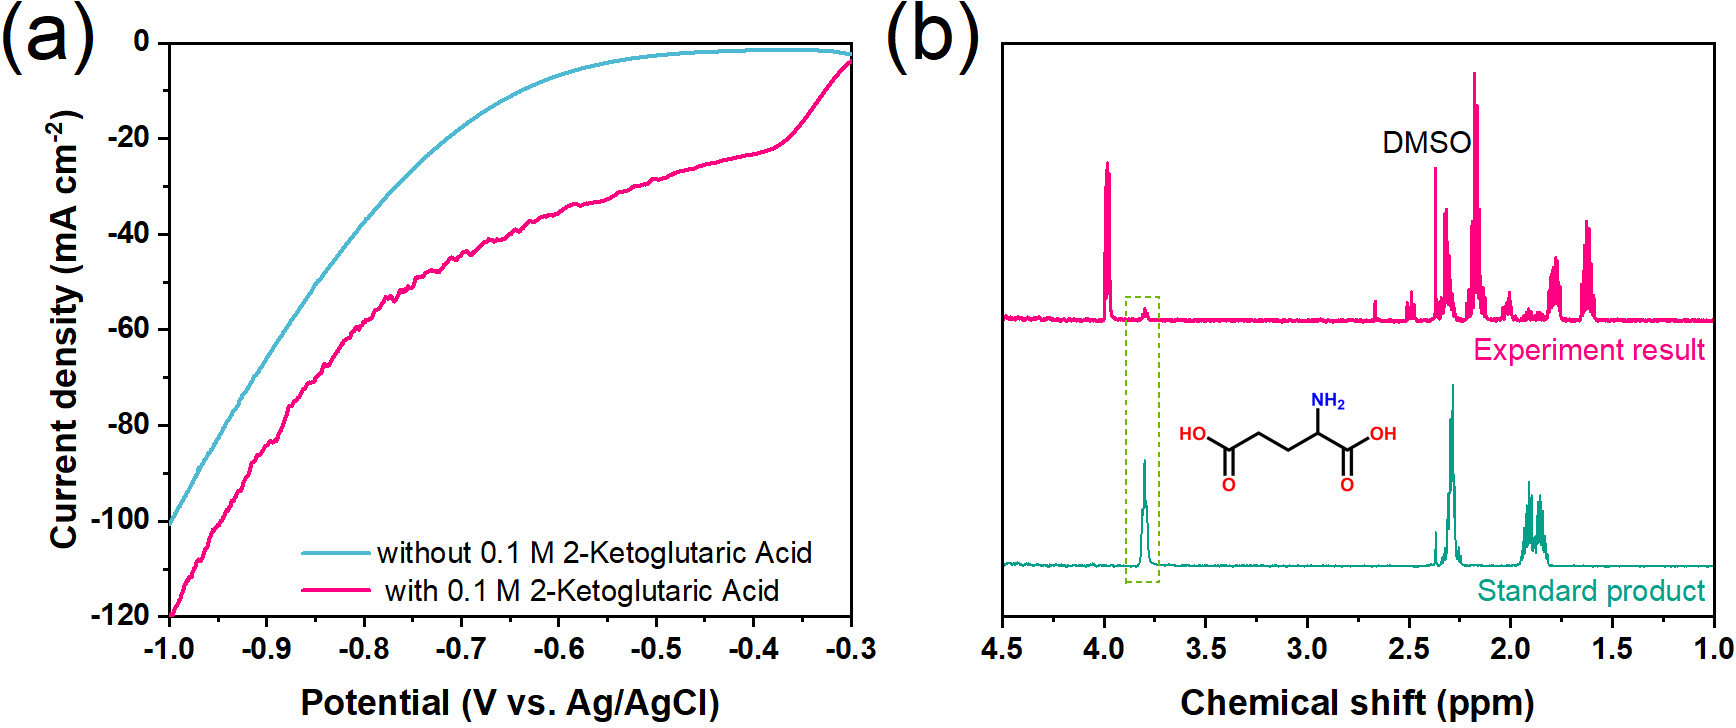 (a)
0
-20
-40
-60
-80
-100
-120
Current density (mA cm⁻²)
without 0.1 M 2-Ketoglutaric Acid
with 0.1 M 2-Ketoglutaric Acid
-1.0 -0.9 -0.8 -0.7 -0.6 -0.5 -0.4 -0.3
Potential (V vs. Ag/AgCl)
(b)
DMSO
Experiment result
NH₂
HO OH
O O
Standard product
4.5 4.0 3.5 3.0 2.5 2.0 1.5 1.0
Chemical shift (ppm)